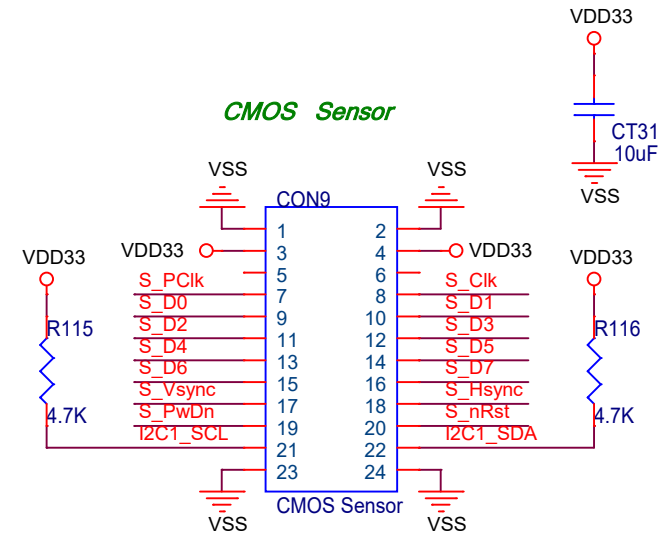 VDD33
CMOS Sensor
CT31
10uF
VSS
VSS
VSS
CON9
1
2
VDD33
3
4
VDD33
VDD33
VDD33
5
6
S_PClk
7
8
S_Clk
S_D0
9
10
S_D1
R115
S_D2
11
12
S_D3
R116
S_D4
13
14
S_D5
S_D6
15
16
S_D7
S_Vsync
17
18
S_Hsync
4.7K
S_PwDn
19
20
S_nRst
4.7K
I2C1_SCL
21
22
I2C1_SDA
23
24
VSS
CMOS Sensor
VSS